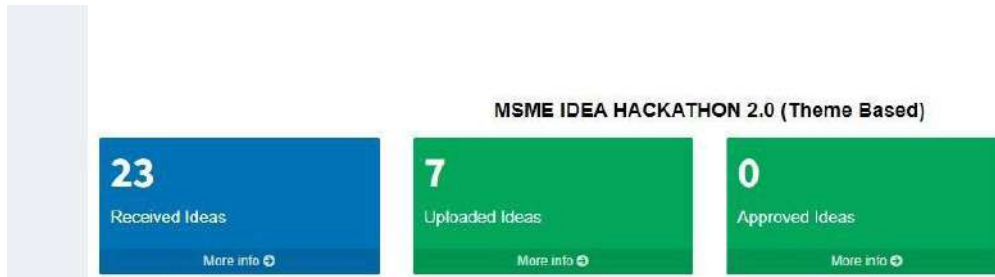 MSME IDEA HACKATHON 2.0 (Theme Based)
23
Received Ideas
More info
7
Uploaded Ideas
More info
0
Approved Ideas
More info